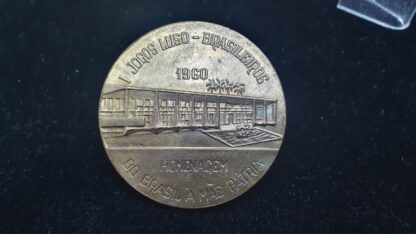 I JOGOS LUSO - BRASILEIROS
1960
HOMENAGEM
DO BRASIL A MÃE PÁTRIA